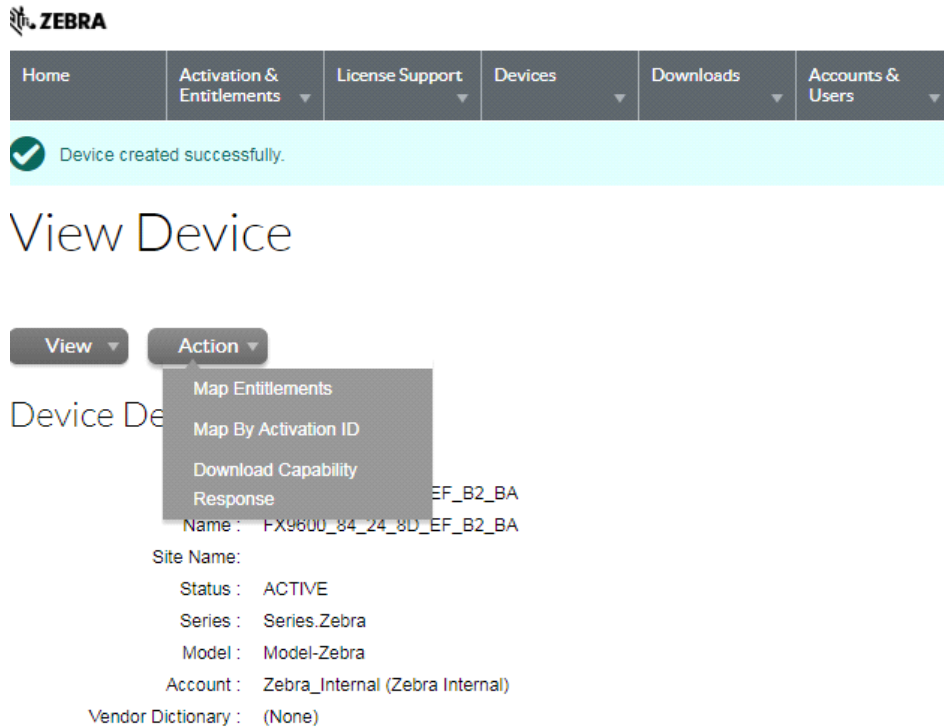 ZEBRA
Home
Activation & Entitlements
License Support
Devices
Downloads
Accounts & Users
Device created successfully.
View Device
View
Action
Map Entitlements
Map By Activation ID
Download Capability
Response
Device De
EF_B2_BA
Name : FX9600_84_24_8D_EF_B2_BA
Site Name:
Status : ACTIVE
Series : Series.Zebra
Model : Model-Zebra
Account : Zebra_Internal (Zebra Internal)
Vendor Dictionary : (None)